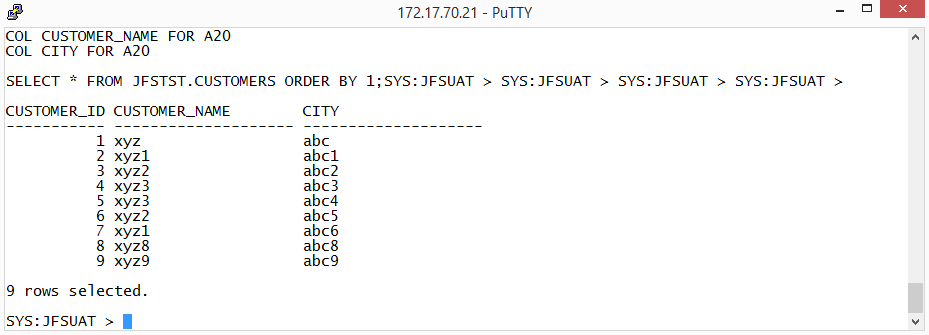 172.17.70.21 - PuTTY
COL CUSTOMER_NAME FOR A20
COL CITY FOR A20
SELECT * FROM JFSTST.CUSTOMERS ORDER BY 1;SYS:JFSUAT > SYS:JFSUAT > SYS:JFSUAT > SYS:JFSUAT >
CUSTOMER_ID CUSTOMER_NAME        CITY
----------- -------------------- --------------------
          1 xyz                  abc
          2 xyz1                 abc1
          3 xyz2                 abc2
          4 xyz3                 abc3
          5 xyz3                 abc4
          6 xyz2                 abc5
          7 xyz1                 abc6
          8 xyz8                 abc8
          9 xyz9                 abc9
9 rows selected.
SYS:JFSUAT >